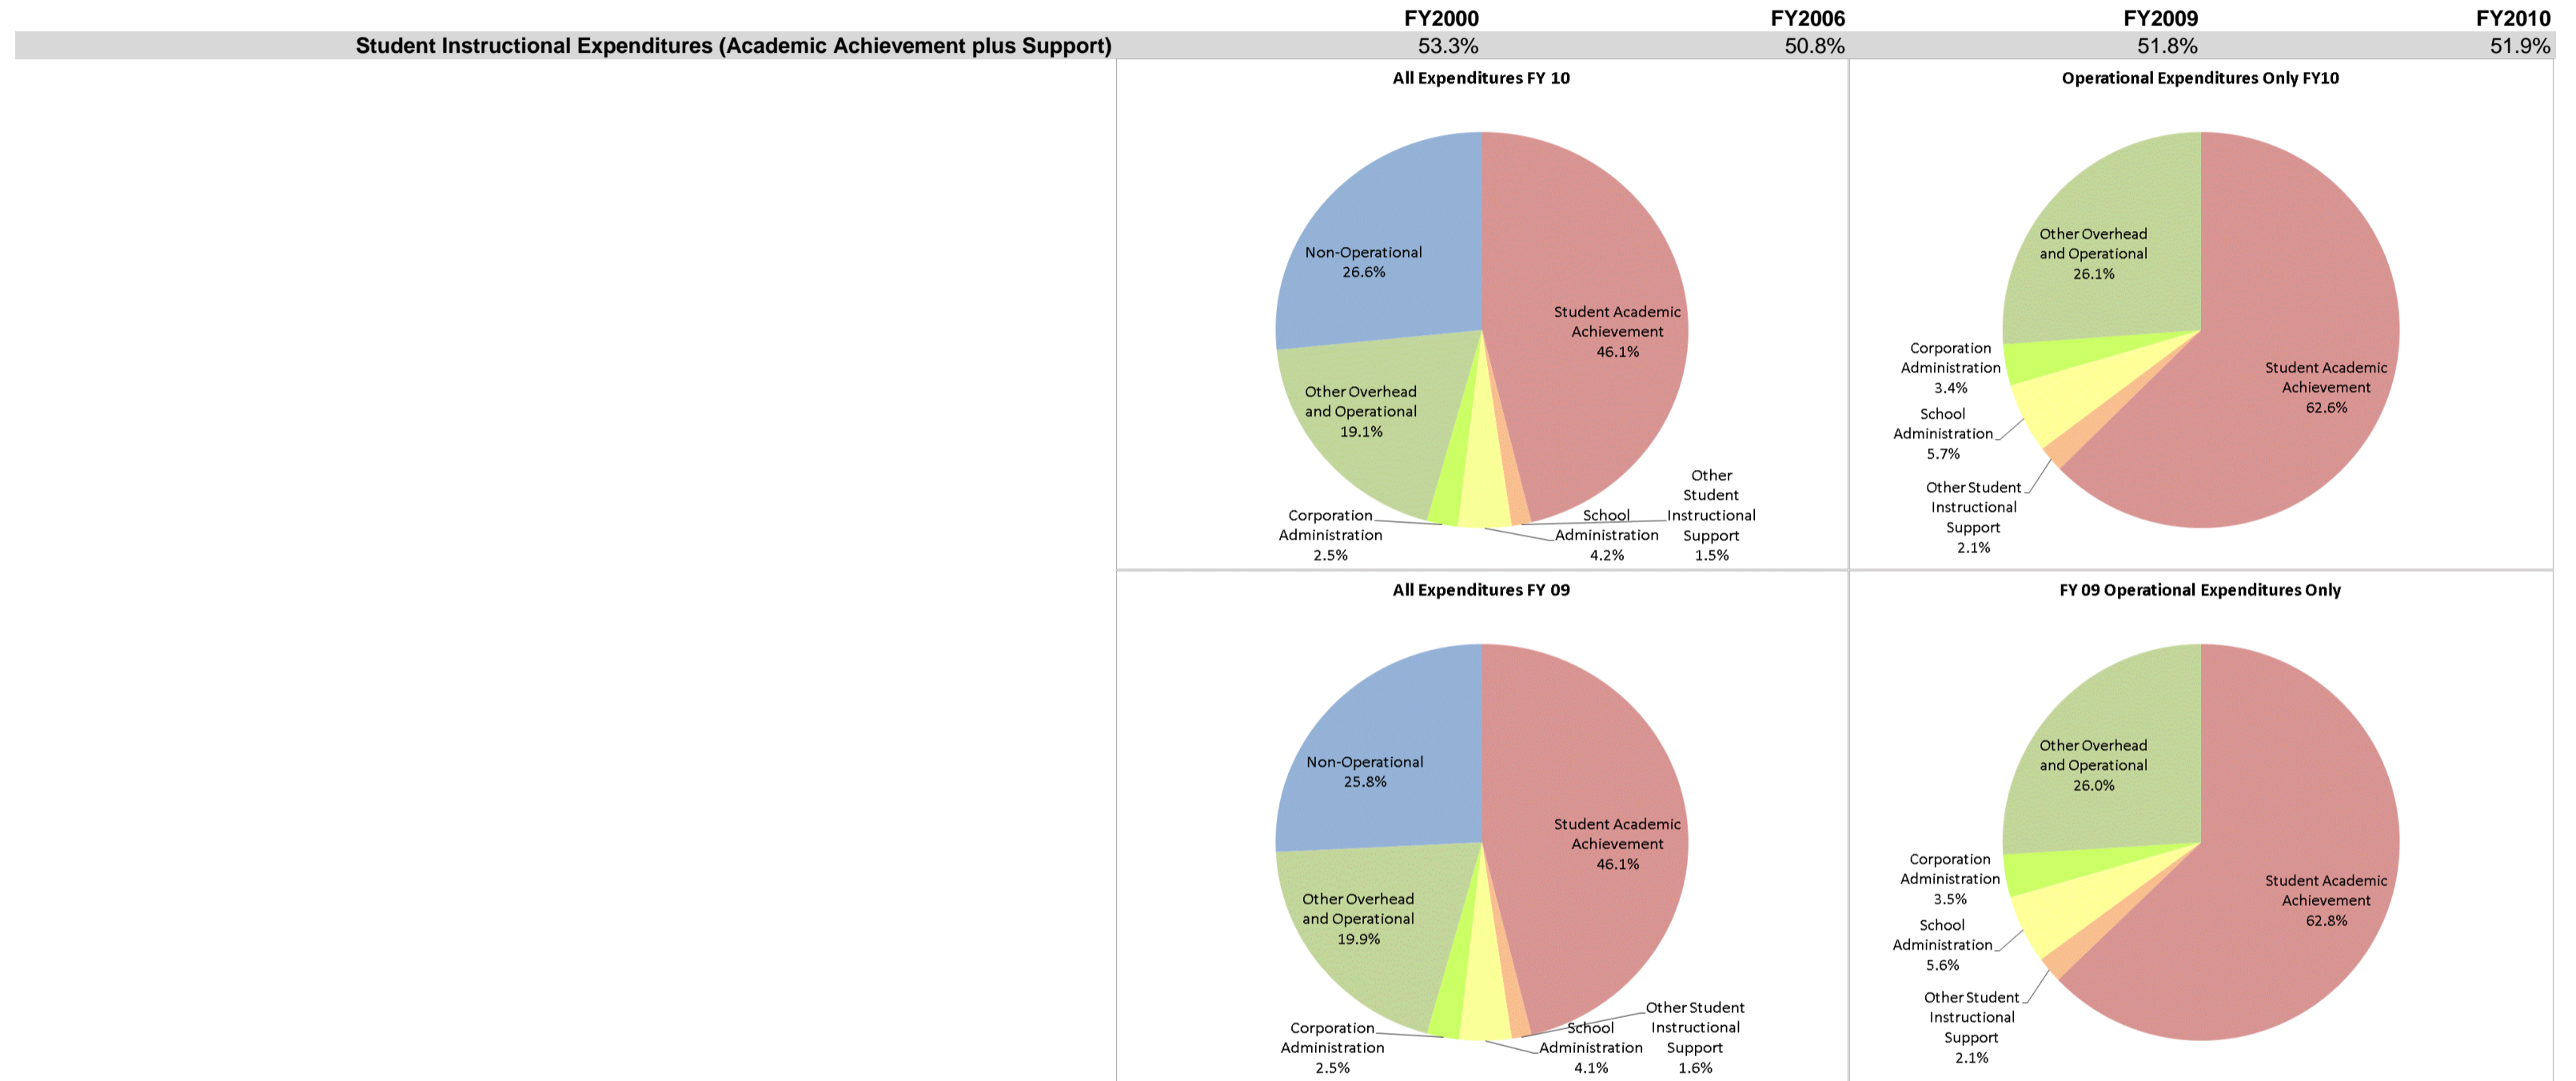 FY2000 FY2006 FY2009 FY2010
Student Instructional Expenditures (Academic Achievement plus Support) 53.3% 50.8% 51.8% 51.9%
All Expenditures FY 10
Non-Operational
26.6%
Student Academic
Achievement
46.1%
Other Overhead
and Operational
19.1%
Corporation
Administration
2.5%
School
Administration
4.2%
Other
Student
Instructional
Support
1.5%
Operational Expenditures Only FY10
Other Overhead
and Operational
26.1%
Corporation
Administration
3.4%
School
Administration
5.7%
Other Student
Instructional
Support
2.1%
Student Academic
Achievement
62.6%
All Expenditures FY 09
Non-Operational
25.8%
Student Academic
Achievement
46.1%
Other Overhead
and Operational
19.9%
Corporation
Administration
2.5%
School
Administration
4.1%
Other Student
Instructional
Support
1.6%
FY 09 Operational Expenditures Only
Other Overhead
and Operational
26.0%
Corporation
Administration
3.5%
School
Administration
5.6%
Other Student
Instructional
Support
2.1%
Student Academic
Achievement
62.8%